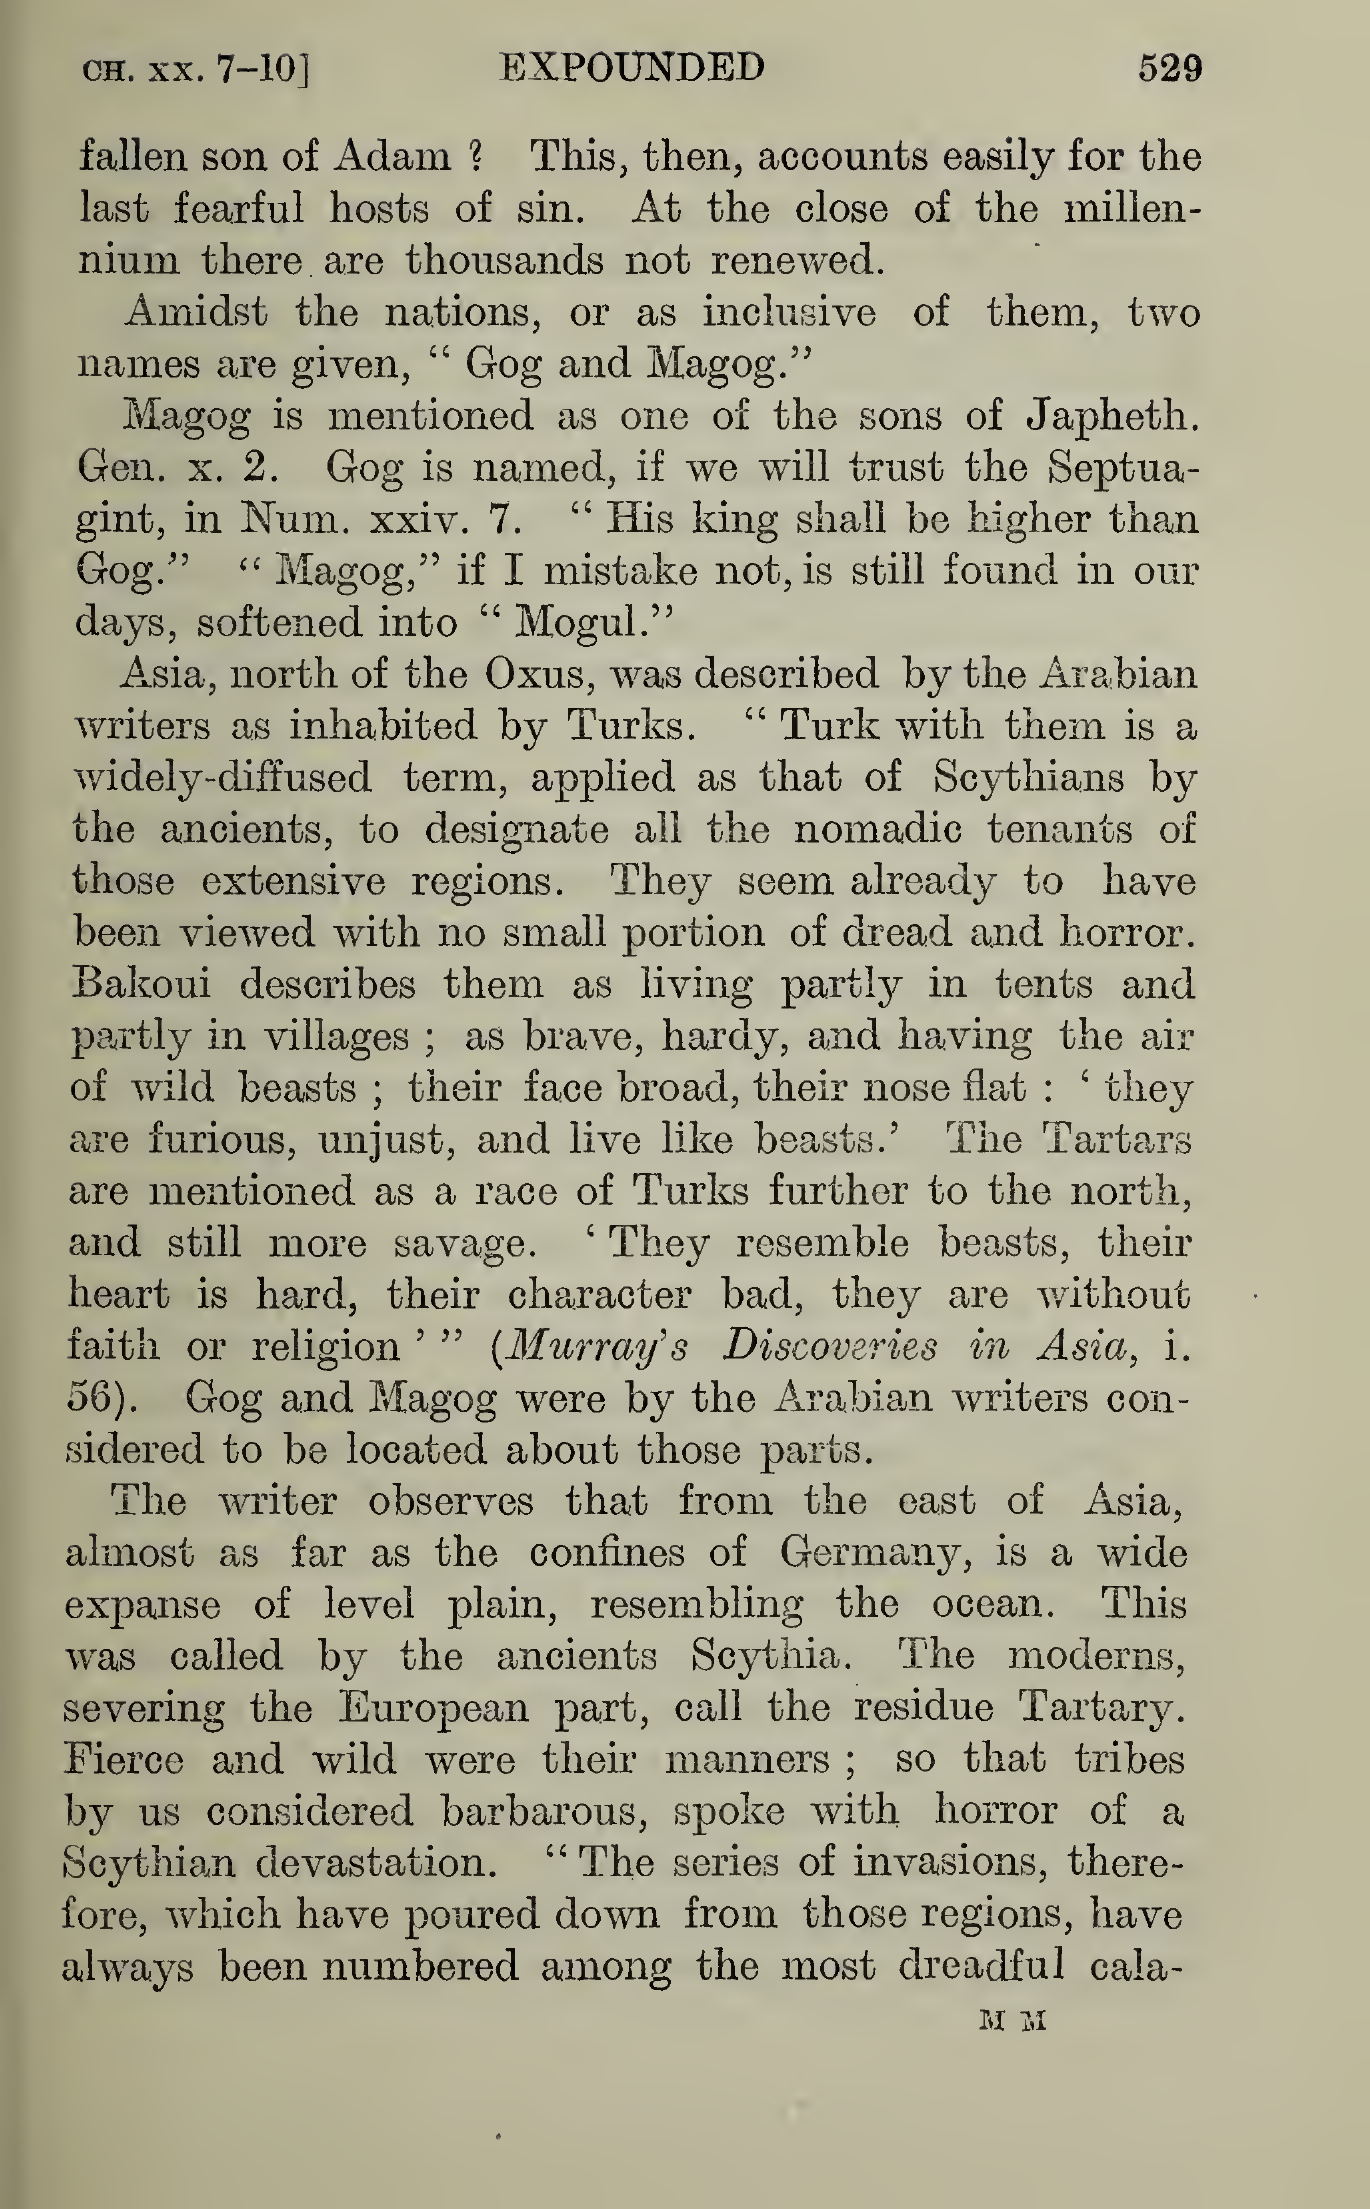 CH. XX. 7–10] EXPOUNDED 529
fallen son of Adam ? This, then, accounts easily for the
last fearful hosts of sin. At the close of the millen-
nium there are thousands not renewed.
Amidst the nations, or as inclusive of them, two
names are given, “ Gog and Magog.”
Magog is mentioned as one of the sons of Japheth.
Gen. x. 2. Gog is named, if we will trust the Septua-
gint, in Num. xxiv. 7. “ His king shall be higher than
Gog.” “ Magog,” if I mistake not, is still found in our
days, softened into “ Mogul.”
Asia, north of the Oxus, was described by the Arabian
writers as inhabited by Turks. “ Turk with them is a
widely-diffused term, applied as that of Scythians by
the ancients, to designate all the nomadic tenants of
those extensive regions. They seem already to have
been viewed with no small portion of dread and horror.
Bakoui describes them as living partly in tents and
partly in villages ; as brave, hardy, and having the air
of wild beasts ; their face broad, their nose flat : ‘ they
are furious, unjust, and live like beasts.’ The Tartars
are mentioned as a race of Turks further to the north,
and still more savage. ‘ They resemble beasts, their
heart is hard, their character bad, they are without
faith or religion ’ ” (Murray’s Discoveries in Asia, i.
56). Gog and Magog were by the Arabian writers con-
sidered to be located about those parts.
The writer observes that from the east of Asia,
almost as far as the confines of Germany, is a wide
expanse of level plain, resembling the ocean. This
was called by the ancients Scythia. The moderns,
severing the European part, call the residue Tartary.
Fierce and wild were their manners ; so that tribes
by us considered barbarous, spoke with horror of a
Scythian devastation. “ The series of invasions, there-
fore, which have poured down from those regions, have
always been numbered among the most dreadful cala-
M M